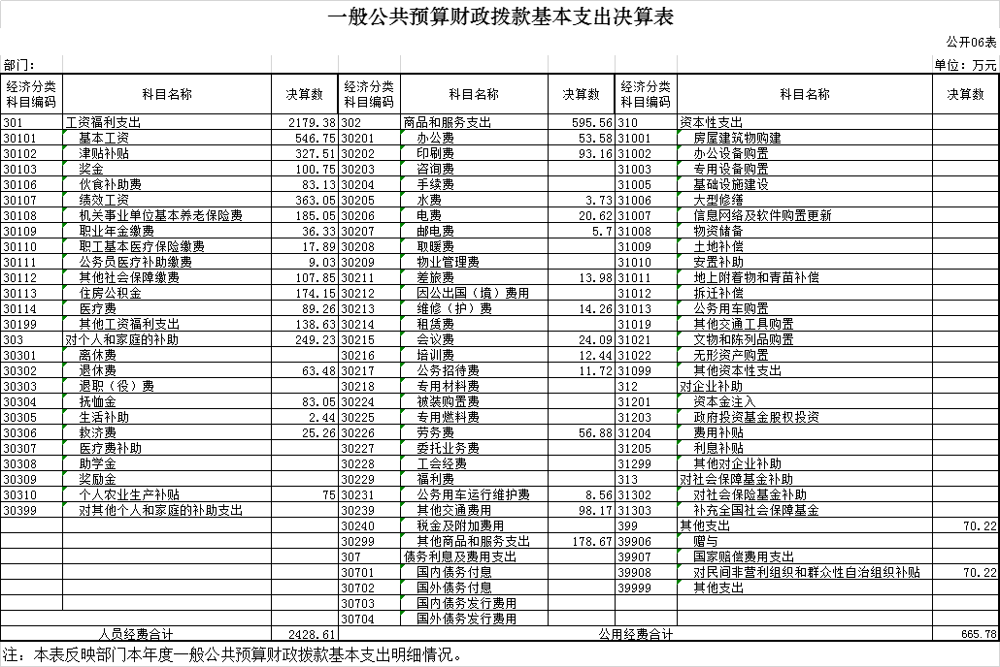 一般公共预算财政拨款基本支出决算表
公开06表
部门： 单位：万元
经济分类科目编码 科目名称 决算数 经济分类科目编码 科目名称 决算数 经济分类科目编码 科目名称 决算数
301 工资福利支出 2179.38 302 商品和服务支出 595.56 310 资本性支出
30101 基本工资 546.75 30201 办公费 53.58 31001 房屋建筑物购建
30102 津贴补贴 327.51 30202 印刷费 93.16 31002 办公设备购置
30103 奖金 100.75 30203 咨询费 31003 专用设备购置
30106 伙食补助费 83.13 30204 手续费 31005 基础设施建设
30107 绩效工资 363.05 30205 水费 3.73 31006 大型修缮
30108 机关事业单位基本养老保险费 185.05 30206 电费 20.62 31007 信息网络及软件购置更新
30109 职业年金缴费 36.33 30207 邮电费 5.7 31008 物资储备
30110 职工基本医疗保险缴费 17.89 30208 取暖费 31009 土地补偿
30111 公务员医疗补助缴费 9.03 30209 物业管理费 31010 安置补助
30112 其他社会保障缴费 107.85 30211 差旅费 13.98 31011 地上附着物和青苗补偿
30113 住房公积金 174.15 30212 因公出国（境）费用 31012 拆迁补偿
30114 医疗费 89.26 30213 维修（护）费 14.26 31013 公务用车购置
30199 其他工资福利支出 138.63 30214 租赁费 31019 其他交通工具购置
303 对个人和家庭的补助 249.23 30215 会议费 24.09 31021 文物和陈列品购置
30301 离休费 30216 培训费 12.44 31022 无形资产购置
30302 退休费 63.48 30217 公务招待费 11.72 31099 其他资本性支出
30303 退职（役）费 30218 专用材料费 312 对企业补助
30304 抚恤金 83.05 30224 被装购置费 31201 资本金注入
30305 生活补助 2.44 30225 专用燃料费 31203 政府投资基金股权投资
30306 救济费 25.26 30226 劳务费 56.88 31204 费用补贴
30307 医疗费补助 30227 委托业务费 31205 利息补贴
30308 助学金 30228 工会经费 31299 其他对企业补助
30309 奖励金 30229 福利费 313 对社会保障基金补助
30310 个人农业生产补贴 75 30231 公务用车运行维护费 8.56 31302 对社会保险基金补助
30399 对其他个人和家庭的补助支出 30239 其他交通费用 98.17 31303 补充全国社会保障基金
30240 税金及附加费用 399 其他支出 70.22
30299 其他商品和服务支出 178.67 39906 赠与
307 债务利息及费用支出 39907 国家赔偿费用支出
30701 国内债务付息 39908 对民间非营利组织和群众性自治组织补贴 70.22
30702 国外债务付息 39999 其他支出
30703 国内债务发行费用
30704 国外债务发行费用
人员经费合计 2428.61 公用经费合计 665.78
注：本表反映部门本年度一般公共预算财政拨款基本支出明细情况。